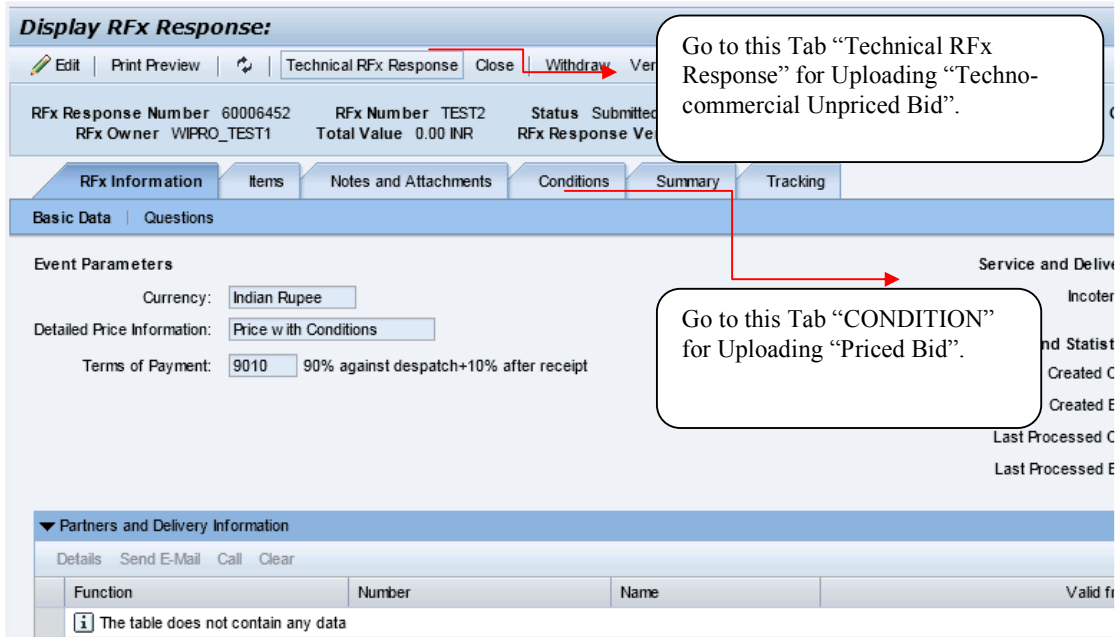 Display RFx Response:
Edit | Print Preview | | Technical RFx Response Close | Withdraw Ver
Go to this Tab “Technical RFx
Response” for Uploading “Techno-
commercial Unpriced Bid”.
RFx Response Number 60006452 RFx Number TEST2 Status Submitted
RFx Owner WIPRO_TEST1 Total Value 0.00 INR RFx Response Ver
RFx Information Items Notes and Attachments Conditions Summary Tracking
Basic Data | Questions
Event Parameters
Service and Delive
Currency: Indian Rupee
Incoter
Detailed Price Information: Price with Conditions
Terms of Payment: 9010 90% against despatch+10% after receipt
Go to this Tab “CONDITION”
for Uploading “Priced Bid”.
nd Statist
Created O
Created B
Last Processed O
Last Processed B
Partners and Delivery Information
Details Send E-Mail Call Clear
Function Number Name Valid fr
The table does not contain any data